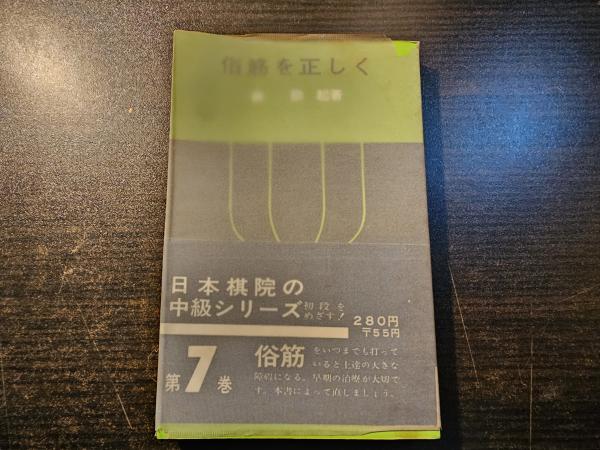 俗筋を正しく
起著
日本棋院の
中級シリーズ 初段を
めざす!
280円
〒55円
第7巻
俗筋 をいつまでも打って
いると上達の大きな
障碍になる。早期の治療が大切で
す。本書によって直しましょう。